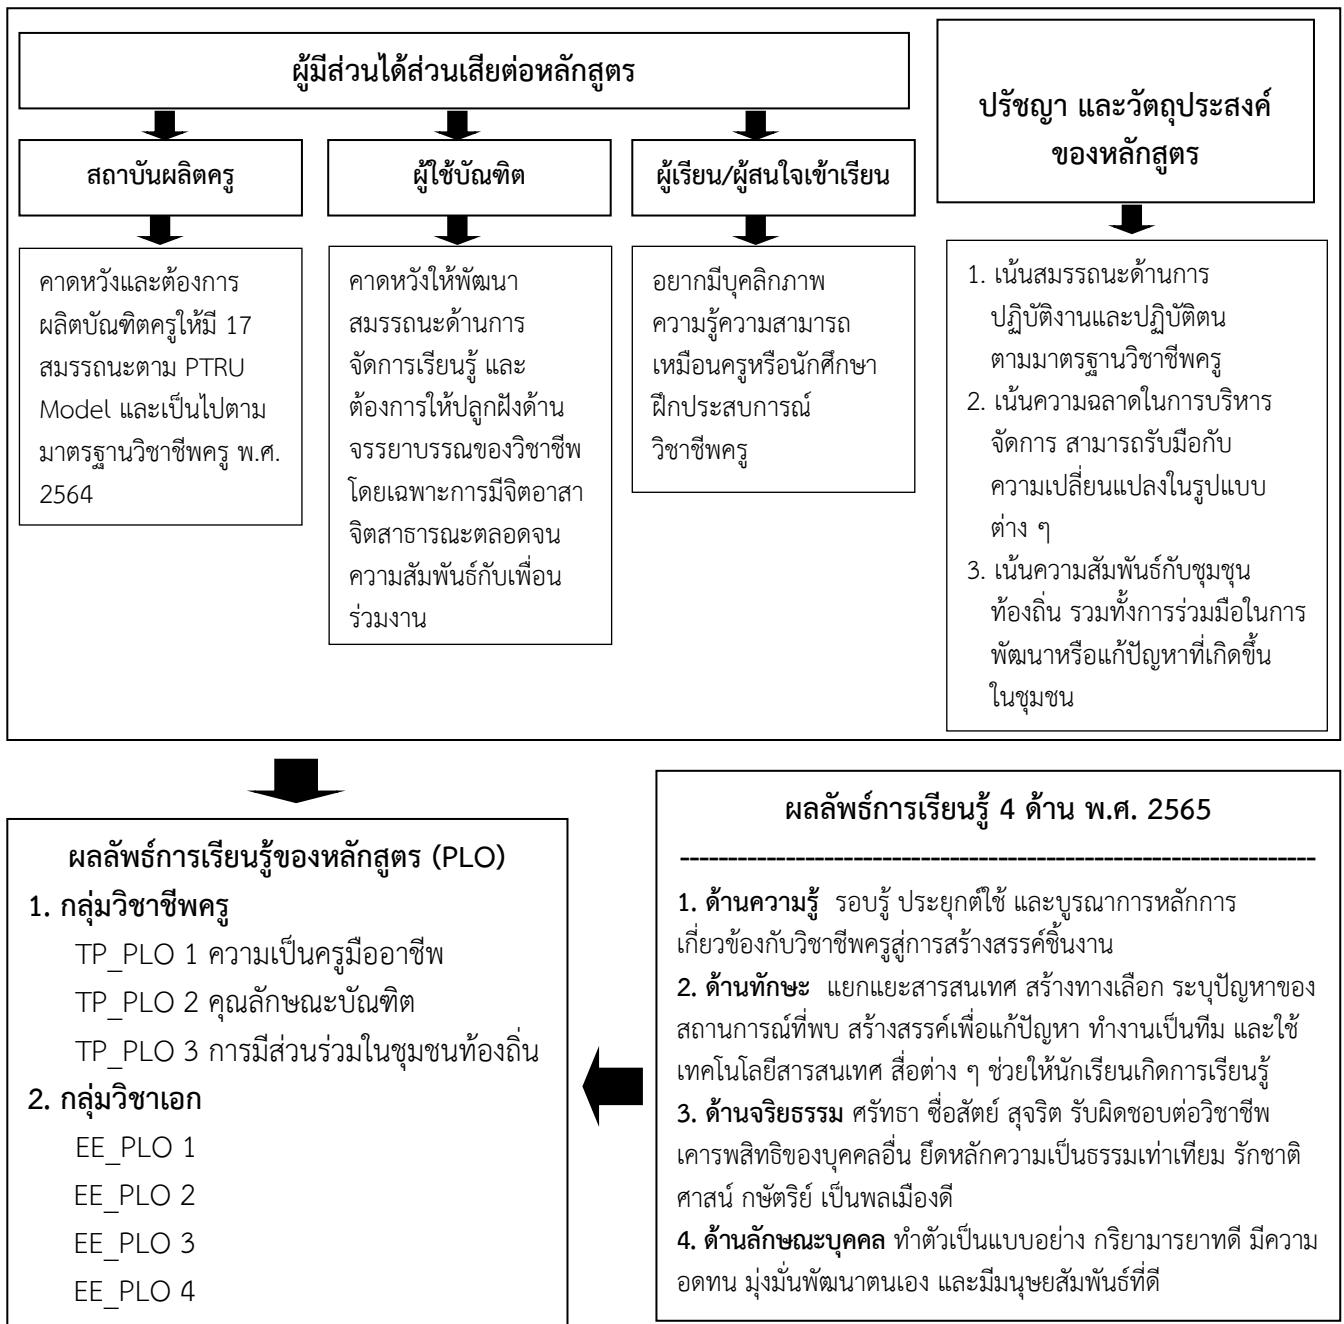 ผู้มีส่วนได้ส่วนเสียต่อหลักสูตร
สถาบันผลิตครู
คาดหวังและต้องการ
ผลิตบัณฑิตครูให้มี 17
สมรรถนะตาม PTRU
Model และเป็นไปตาม
มาตรฐานวิชาชีพครู พ.ศ.
2564
ผู้ใช้บัณฑิต
คาดหวังให้พัฒนา
สมรรถนะด้านการ
จัดการเรียนรู้ และ
ต้องการให้ปลูกฝังด้าน
จรรยาบรรณของวิชาชีพ
โดยเฉพาะการมีจิตอาสา
จิตสาธารณะตลอดจน
ความสัมพันธ์กับเพื่อน
ร่วมงาน
ผู้เรียน/ผู้สนใจเข้าเรียน
อยากมีบุคลิกภาพ
ความรู้ความสามารถ
เหมือนครูหรือนักศึกษา
ฝึกประสบการณ์
วิชาชีพครู
ปรัชญา และวัตถุประสงค์
ของหลักสูตร
1. เน้นสมรรถนะด้านการ
ปฏิบัติงานและปฏิบัติตน
ตามมาตรฐานวิชาชีพครู
2. เน้นความฉลาดในการบริหาร
จัดการ สามารถรับมือกับ
ความเปลี่ยนแปลงในรูปแบบ
ต่าง ๆ
3. เน้นความสัมพันธ์กับชุมชุน
ท้องถิ่น รวมทั้งการร่วมมือในการ
พัฒนาหรือแก้ปัญหาที่เกิดขึ้น
ในชุมชน
ผลลัพธ์การเรียนรู้ของหลักสูตร (PLO)
1. กลุ่มวิชาชีพครู
TP_PLO 1 ความเป็นครูมืออาชีพ
TP_PLO 2 คุณลักษณะบัณฑิต
TP_PLO 3 การมีส่วนร่วมในชุมชนท้องถิ่น
2. กลุ่มวิชาเอก
EE_PLO 1
EE_PLO 2
EE_PLO 3
EE_PLO 4
ผลลัพธ์การเรียนรู้ 4 ด้าน พ.ศ. 2565
1. ด้านความรู้ รอบรู้ ประยุกต์ใช้ และบูรณาการหลักการ
เกี่ยวข้องกับวิชาชีพครูสู่การสร้างสรรค์ชิ้นงาน
2. ด้านทักษะ แยกแยะสารสนเทศ สร้างทางเลือก ระบุปัญหาของ
สถานการณ์ที่พบ สร้างสรรค์เพื่อแก้ปัญหา ทำงานเป็นทีม และใช้
เทคโนโลยีสารสนเทศ สื่อต่าง ๆ ช่วยให้นักเรียนเกิดการเรียนรู้
3. ด้านจริยธรรม ศรัทธา ซื่อสัตย์ สุจริต รับผิดชอบต่อวิชาชีพ
เคารพสิทธิของบุคคลอื่น ยึดหลักความเป็นธรรมเท่าเทียม รักชาติ
ศาสน์ กษัตริย์ เป็นพลเมืองดี
4. ด้านลักษณะบุคคล ทำตัวเป็นแบบอย่าง กริยามารยาทดี มีความ
อดทน มุ่งมั่นพัฒนาตนเอง และมีมนุษยสัมพันธ์ที่ดี